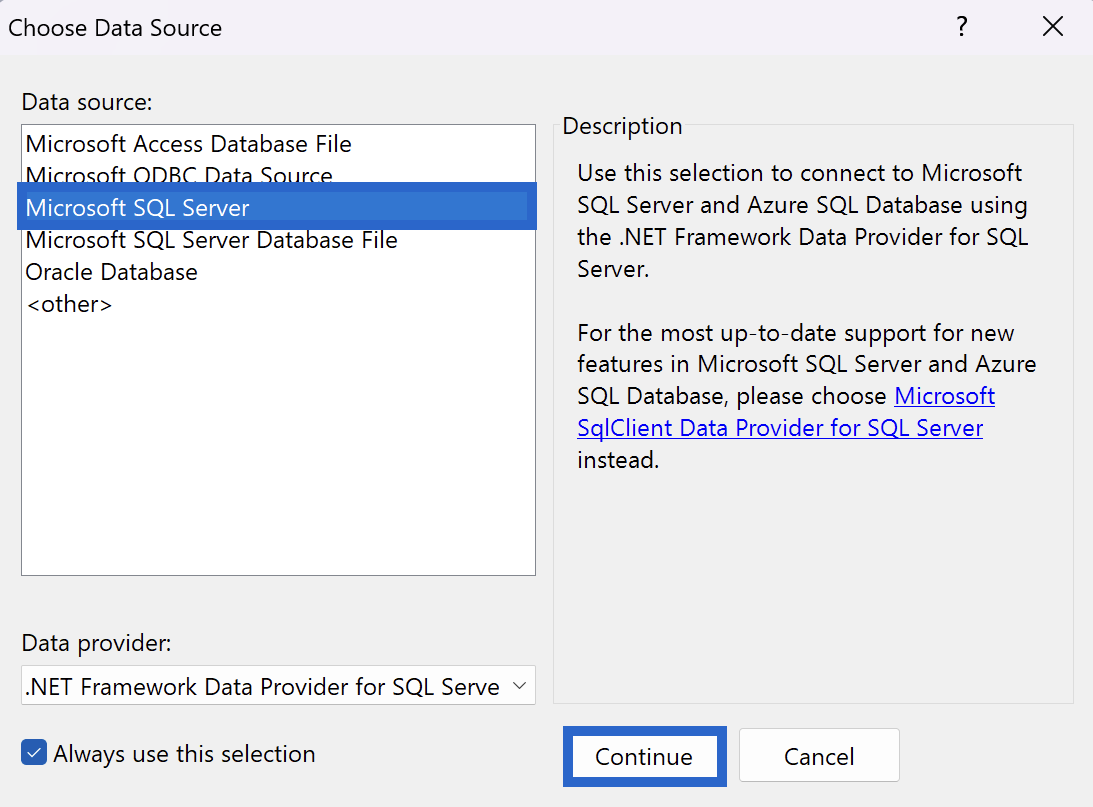 Choose Data Source
?
Data source:
Microsoft Access Database File
Microsoft ODBC Data Source
Microsoft SQL Server
Microsoft SQL Server Database File
Oracle Database
<other>
Description
Use this selection to connect to Microsoft
SQL Server and Azure SQL Database using
the .NET Framework Data Provider for SQL
Server.
For the most up-to-date support for new
features in Microsoft SQL Server and Azure
SQL Database, please choose Microsoft
SqlClient Data Provider for SQL Server
instead.
Data provider:
.NET Framework Data Provider for SQL Serve
Always use this selection
Continue
Cancel